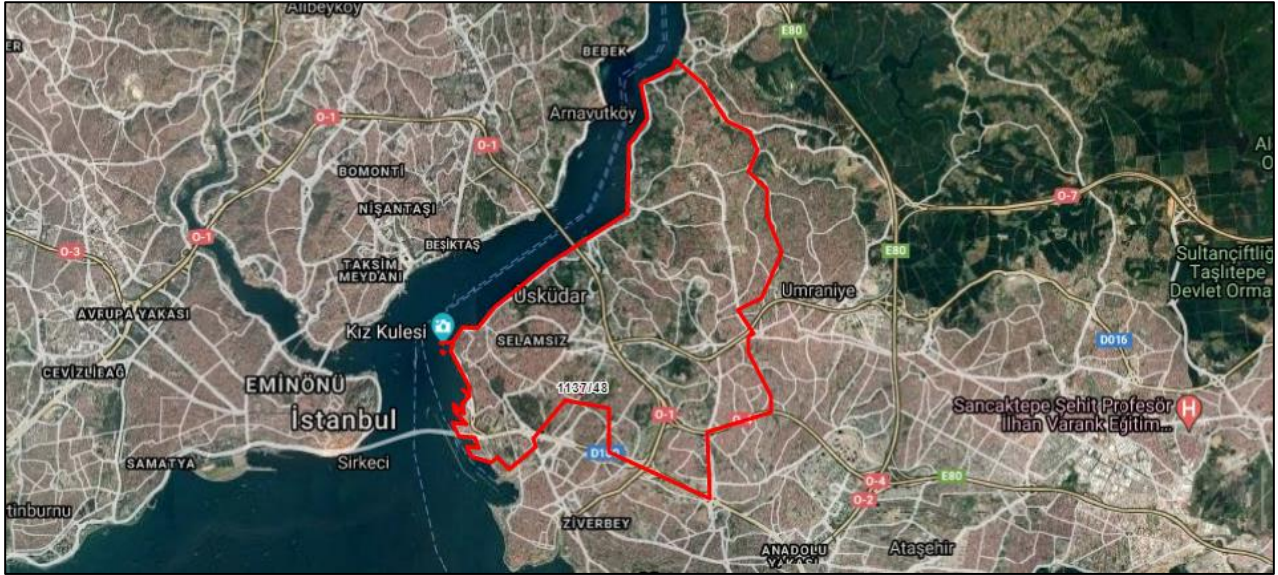 Alibeyköy
E80
ER
BEBEK
Arnavutköy
O-1
O-1
BOMONTİ
NİŞANTAŞI
O-7
O-1
O-3
BEŞİKTAŞ
E80
TAKSİM
MEYDANI
Sultançiftliğ
Taşlıtepe
Devlet Orma
Üsküdar
Ümraniye
AVRUPA YAKASI
Kız Kulesi
SELAMSIZ
D016
CEVİZLİBAĞ
EMİNÖNÜ
1137/48
İstanbul
O-1
Sancaktepe Şehit Profesör
İlhan Varank Eğitim...
H
SAMATYA
Sirkeci
E80
O-4
O-2
tinburnu
ZİVERBEY
ANADOLU
YAKASI
Ataşehir